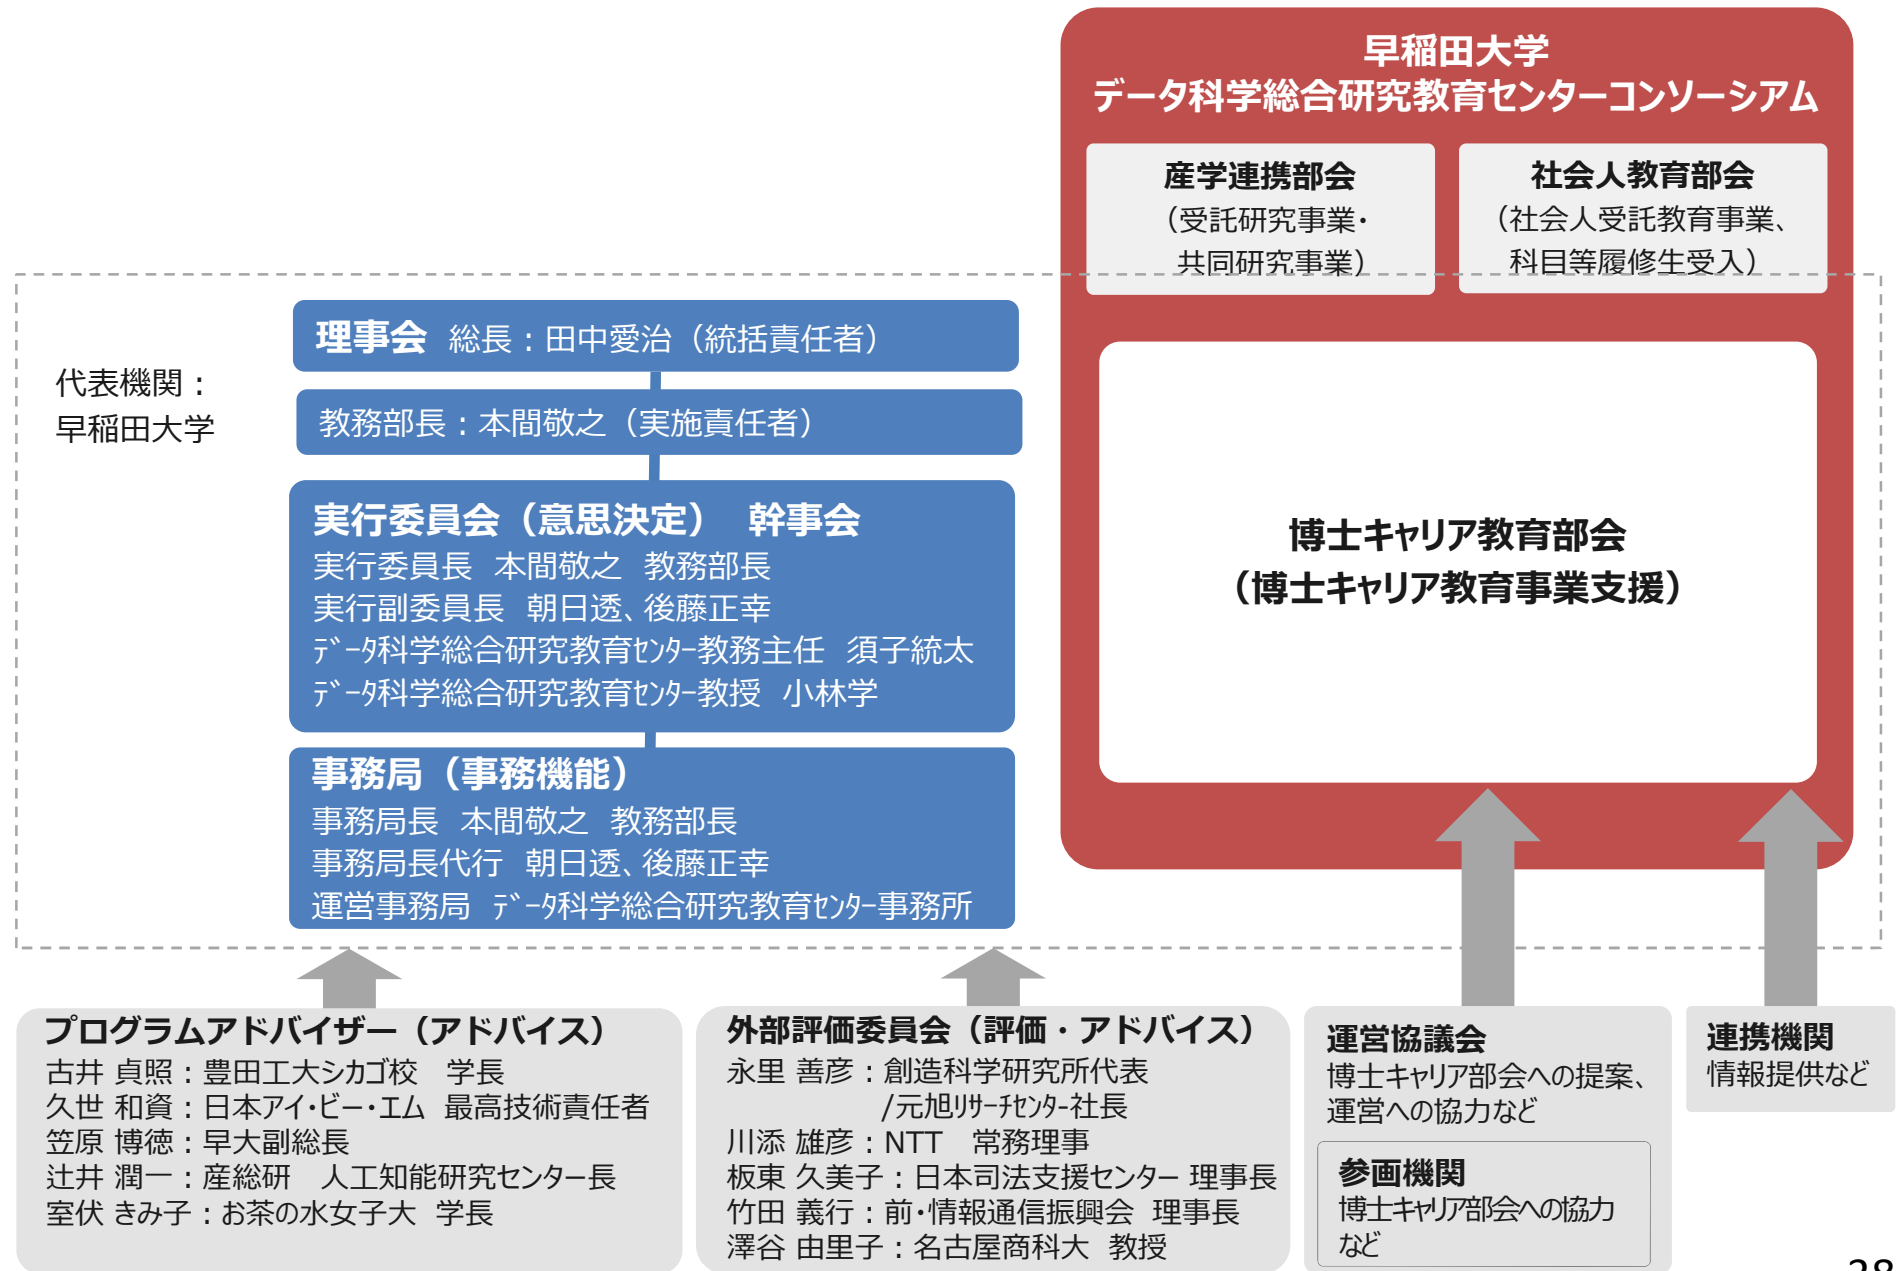 早稲田大学
データ科学総合研究教育センターコンソーシアム
産学連携部会
（受託研究事業・
共同研究事業）
社会人教育部会
（社会人受託教育事業、
科目等履修生受入）
代表機関：
早稲田大学
理事会 総長：田中愛治（統括責任者）
教務部長：本間敬之（実施責任者）
実行委員会（意思決定） 幹事会
実行委員長 本間敬之 教務部長
実行副委員長 朝日透、後藤正幸
ﾃﾞｰﾀ科学総合研究教育ｾﾝﾀｰ教務主任 須子統太
ﾃﾞｰﾀ科学総合研究教育ｾﾝﾀｰ教授 小林学
事務局（事務機能）
事務局長 本間敬之 教務部長
事務局長代行 朝日透、後藤正幸
運営事務局 ﾃﾞｰﾀ科学総合研究教育ｾﾝﾀｰ事務所
博士キャリア教育部会
（博士キャリア教育事業支援）
プログラムアドバイザー（アドバイス）
古井 貞熙：豊田工大シカゴ校 学長
久世 和資：日本アイ・ビー・エム 最高技術責任者
笠原 博徳：早大副総長
辻井 潤一：産総研 人工知能研究センター長
室伏 きみ子：お茶の水女子大 学長
外部評価委員会（評価・アドバイス）
永里 善彦：創造科学研究所代表
/元旭ﾘｻｰﾁｾﾝﾀｰ社長
川添 雄彦：NTT 常務理事
板東 久美子：日本司法支援センター 理事長
竹田 義行：前・情報通信振興会 理事長
澤谷 由里子：名古屋商科大 教授
運営協議会
博士キャリア部会への提案、
運営への協力など
参画機関
博士キャリア部会への協力
など
連携機関
情報提供など